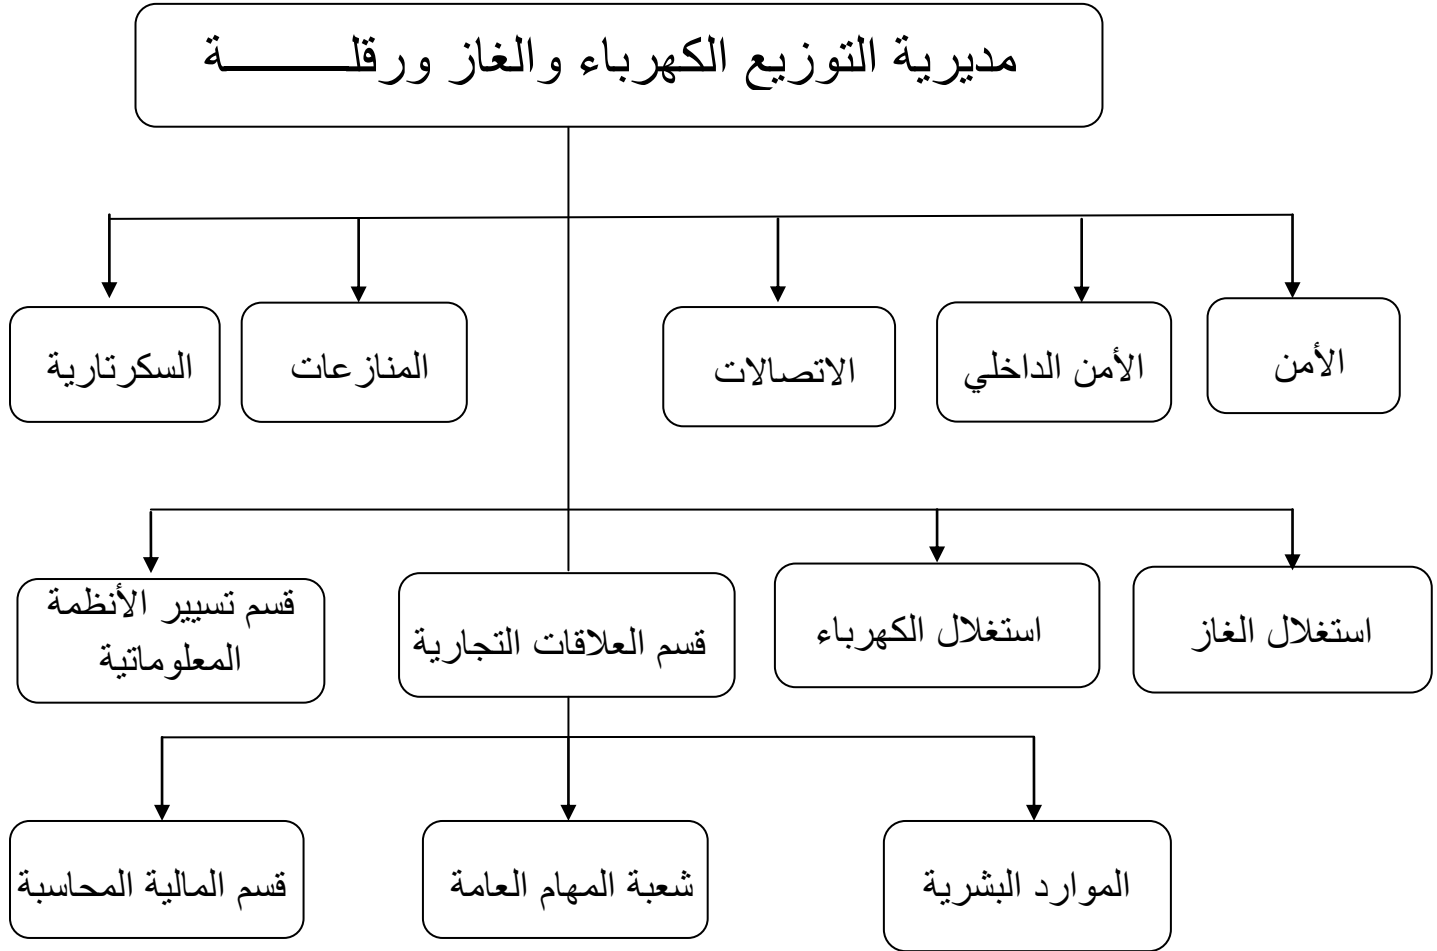 مديرية التوزيع الكهرباء والغاز ورقلـــــــــة
الأمن
الأمن الداخلي
الاتصالات
المنازعات
السكرتارية
استغلال الغاز
استغلال الكهرباء
قسم العلاقات التجارية
قسم تسيير الأنظمة
المعلوماتية
الموارد البشرية
شعبة المهام العامة
قسم المالية المحاسبة